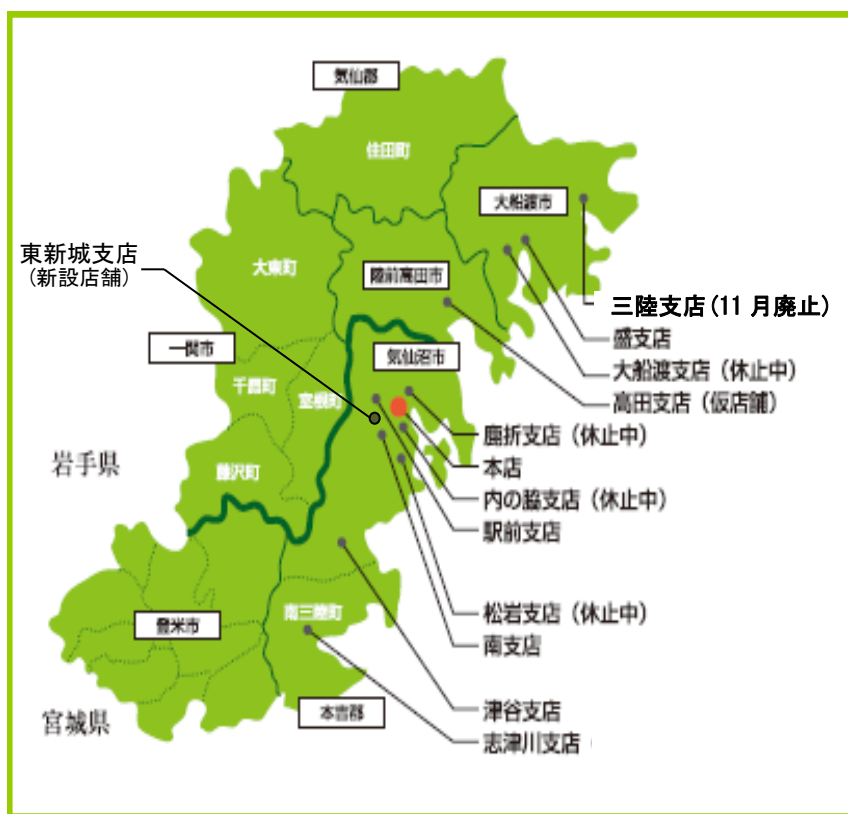 気仙郡
住田町
大船渡市
東新城支店
(新設店舗)
大東町
陸前高田市
三陸支店(11月廃止)
盛支店
一関市
気仙沼市
大船渡支店(休止中)
千厩町
室根町
高田支店(仮店舗)
鹿折支店(休止中)
岩手県
藤沢町
本店
内の脇支店(休止中)
駅前支店
松岩支店(休止中)
登米市
南三陸町
南支店
宮城県
本吉郡
津谷支店
志津川支店